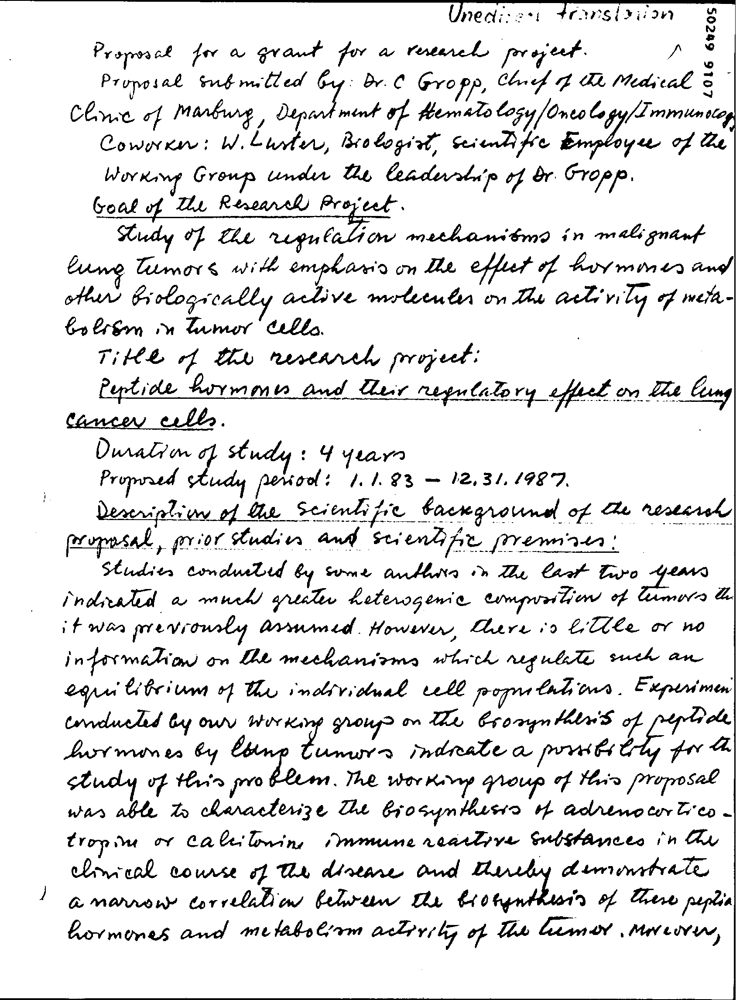 Unedited translation
50249 9107
Proposal for a grant for a research project.
Proposal submitted by: Dr. C Gropp, Chief of the Medical
Clinic of Marburg, Department of Hematology/Oncology/Immunology
Coworker: W. Luster, Biologist, scientific Employee of the
Working Group under the leadership of Dr. Gropp.
Goal of the Research Project.
Study of the regulation mechanisms in malignant
lung tumors with emphasis on the effect of hormones and
other biologically active molecules on the activity of meta-
bolism in tumor cells.
Title of the research project:
Peptide hormones and their regulatory effect on the lung
cancer cells.
Duration of study: 4 years
Proposed study period: 1.1.83 – 12.31.1987.
Description of the scientific background of the research
proposal, prior studies and scientific premises:
Studies conducted by some authors in the last two years
indicated a much greater heterogenic composition of tumors th
it was previously assumed. However, there is little or no
information on the mechanisms which regulate such an
equilibrium of the individual cell populations. Experimen
conducted by our working group on the biosynthesis of peptide
hormones by lung tumors indicate a possibility for th
study of this problem. The working group of this proposal
was able to characterize the biosynthesis of adrenocortico-
tropine or calcitonine immune reactive substances in the
clinical course of the disease and thereby demonstrate
a narrow correlation between the biosynthesis of these peptid
hormones and metabolism activity of the tumor. Moreover,